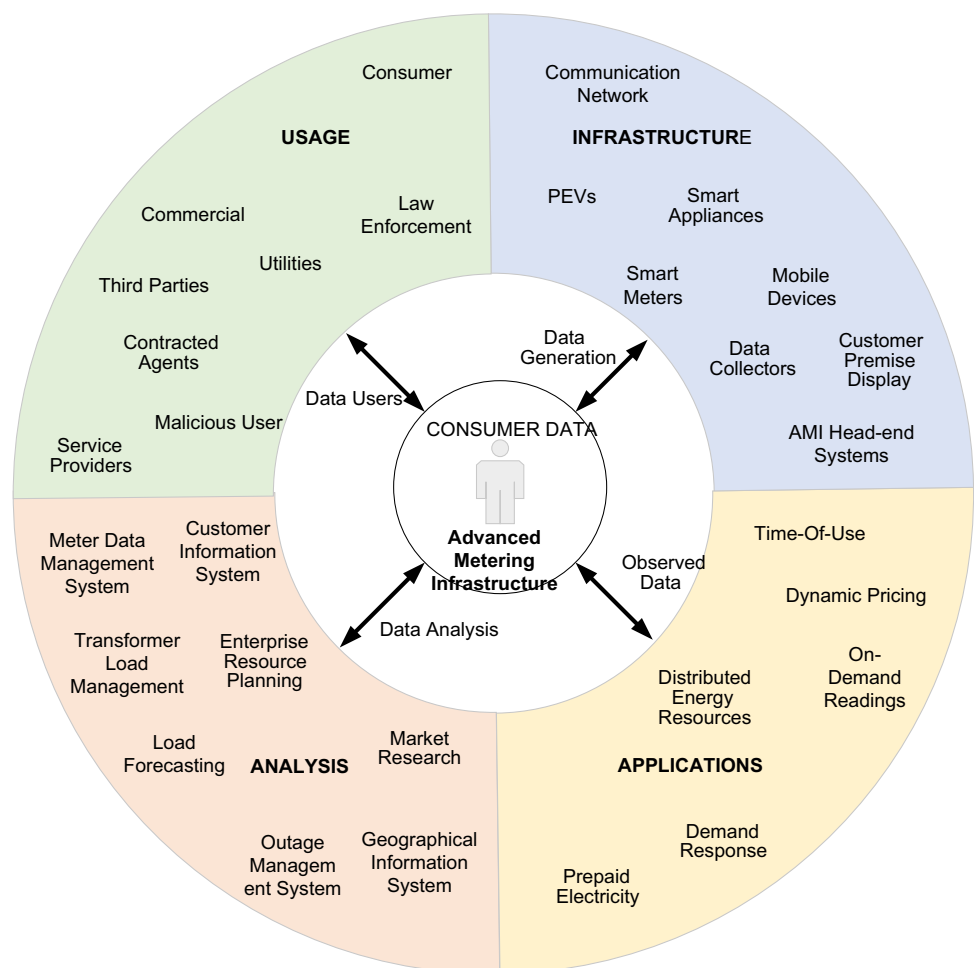 Consumer
USAGE
Commercial
Law
Enforcement
Utilities
Third Parties
Contracted
Agents
Malicious User
Service
Providers
Communication
Network
INFRASTRUCTURE
PEVs
Smart
Appliances
Smart
Meters
Mobile
Devices
Data
Collectors
Customer
Premise
Display
AMI Head-end
Systems
Data
Generation
Data Users
CONSUMER DATA
Advanced
Metering
Infrastructure
Observed
Data
Data Analysis
Meter Data
Management
System
Customer
Information
System
Transformer
Load
Management
Enterprise
Resource
Planning
Load
Forecasting
ANALYSIS
Market
Research
Outage
Managem
ent System
Geographical
Information
System
Time-Of-Use
Dynamic Pricing
On-
Demand
Readings
Distributed
Energy
Resources
APPLICATIONS
Demand
Response
Prepaid
Electricity